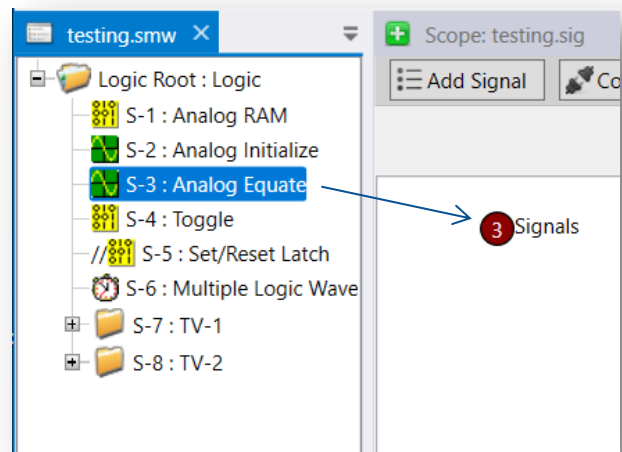 testing.smw
Scope: testing.sig
Add Signal
Co
Logic Root : Logic
S-1 : Analog RAM
S-2 : Analog Initialize
S-3 : Analog Equate
S-4 : Toggle
// S-5 : Set/Reset Latch
S-6 : Multiple Logic Wave
S-7 : TV-1
S-8 : TV-2
3 Signals